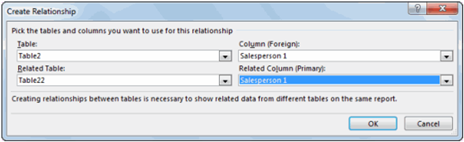 Create Relationship
Pick the tables and columns you want to use for this relationship
Table: Column (Foreign):
Table2 Salesperson 1
Related Table: Related Column (Primary):
Table22 Salesperson 1
Creating relationships between tables is necessary to show related data from different tables on the same report.
OK Cancel